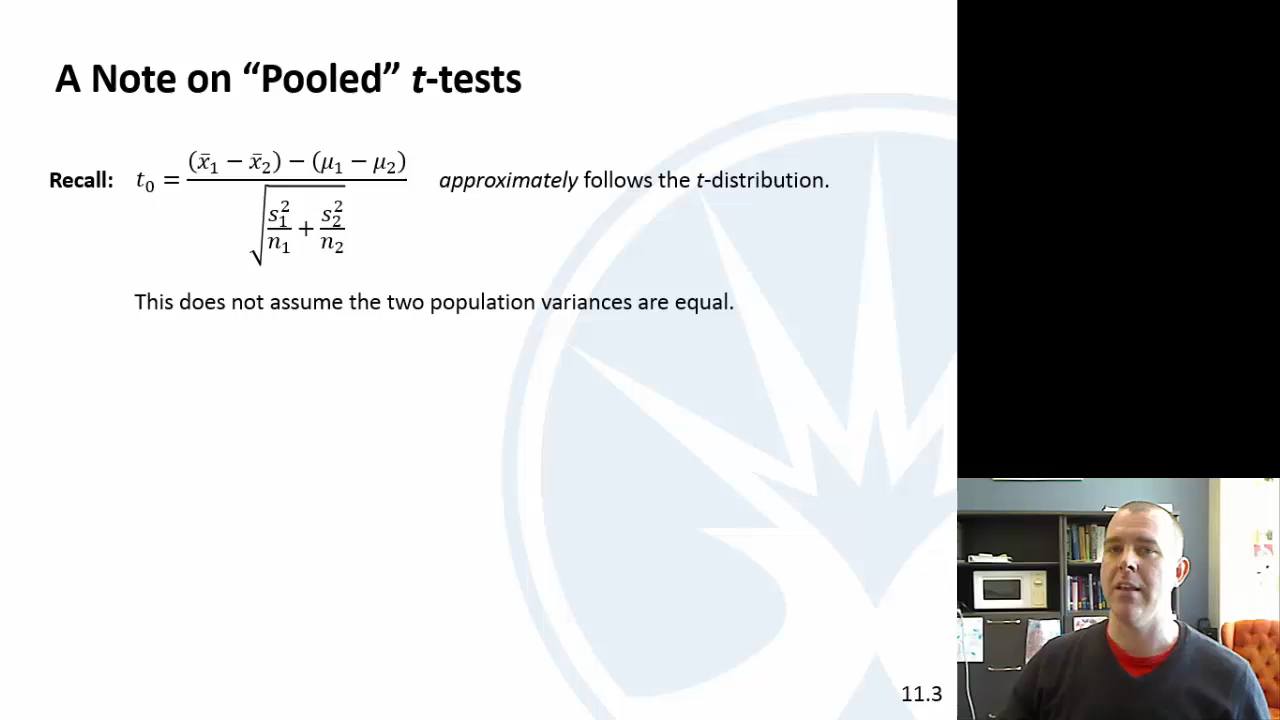 A Note on “Pooled” t-tests
Recall: t₀ = ((x̄₁ − x̄₂) − (μ₁ − μ₂)) / √(s₁²/n₁ + s₂²/n₂) approximately follows the t-distribution.
This does not assume the two population variances are equal.
11.3